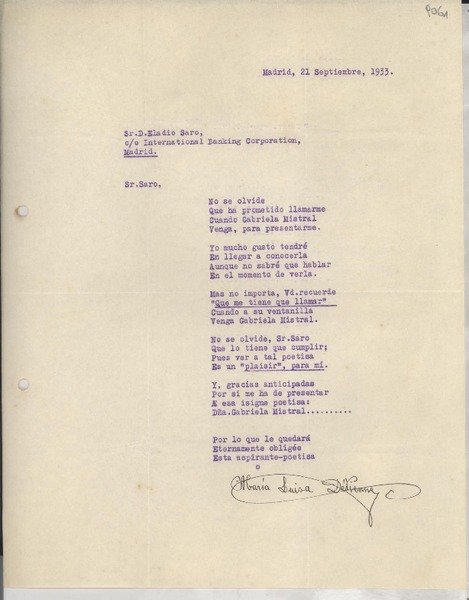 Madrid, 21 Septiembre, 1933.
Sr.D.Eladio Saro,
c/o International Banking Corporation,
Madrid.
Sr.Saro,
No se olvide
Que ha prometido llamarme
Cuando Gabriela Mistral
Venga, para presentarme.
Yo mucho gusto tendré
En llegar a conocerla
Aunque no sabré que hablar
En el momento de verla.
Mas no importa, Vd.recuerde
"Que me tiene que llamar"
Cuando a su ventanilla
Venga Gabriela Mistral.
No se olvide, Sr.Saro
Que lo tiene que cumplir;
Pues ver a tal poetisa
Es un "plaisir", para mí.
Y, gracias anticipadas
Por si me ha de presentar
A esa isigne poetisa:
DÑa.Gabriela Mistral..........
Por lo que le quedará
Eternamente obligée
Esta aspirante-poetisa
o
María Luisa